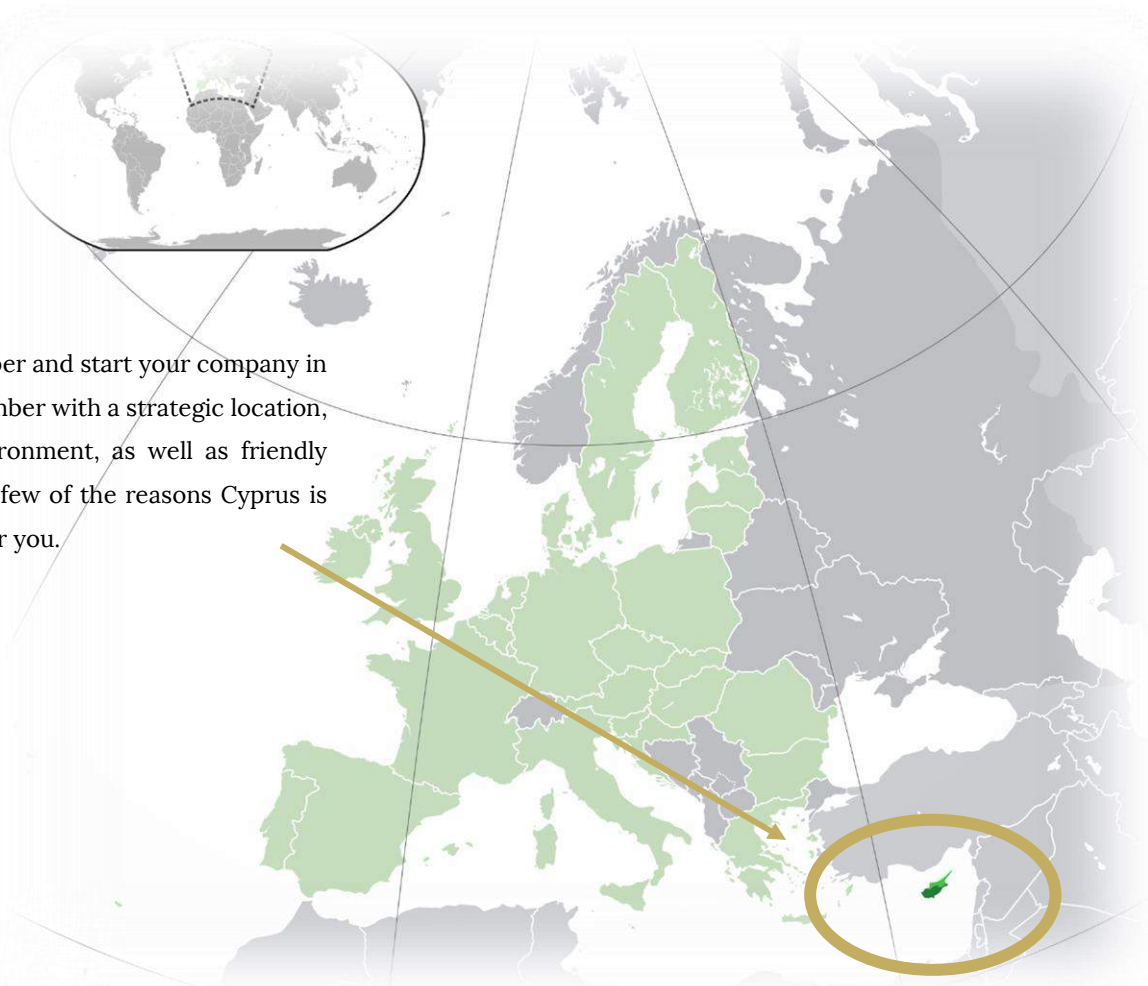 ber and start your company in
mber with a strategic location,
ronment, as well as friendly
few of the reasons Cyprus is
r you.